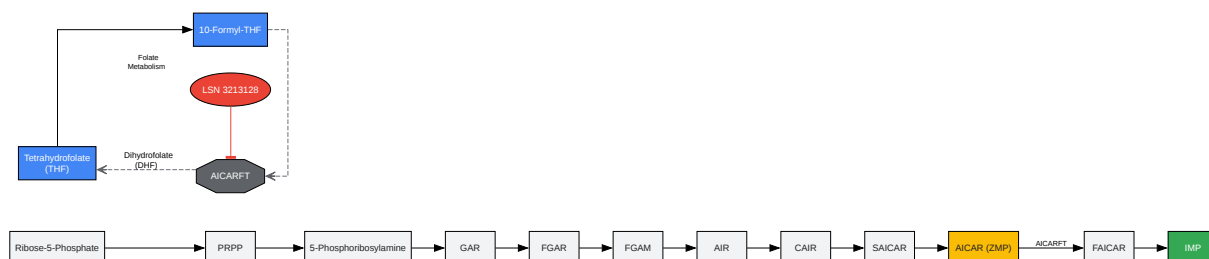 10-Formyl-THF
Folate
Metabolism
LSN 3213128
Tetrahydrofolate
(THF)
Dihydrofolate
(DHF)
AICARFT
Ribose-5-Phosphate
PRPP
5-Phosphoribosylamine
GAR
FGAR
FGAM
AIR
CAIR
SAICAR
AICAR (ZMP)
AICARFT
FAICAR
IMP